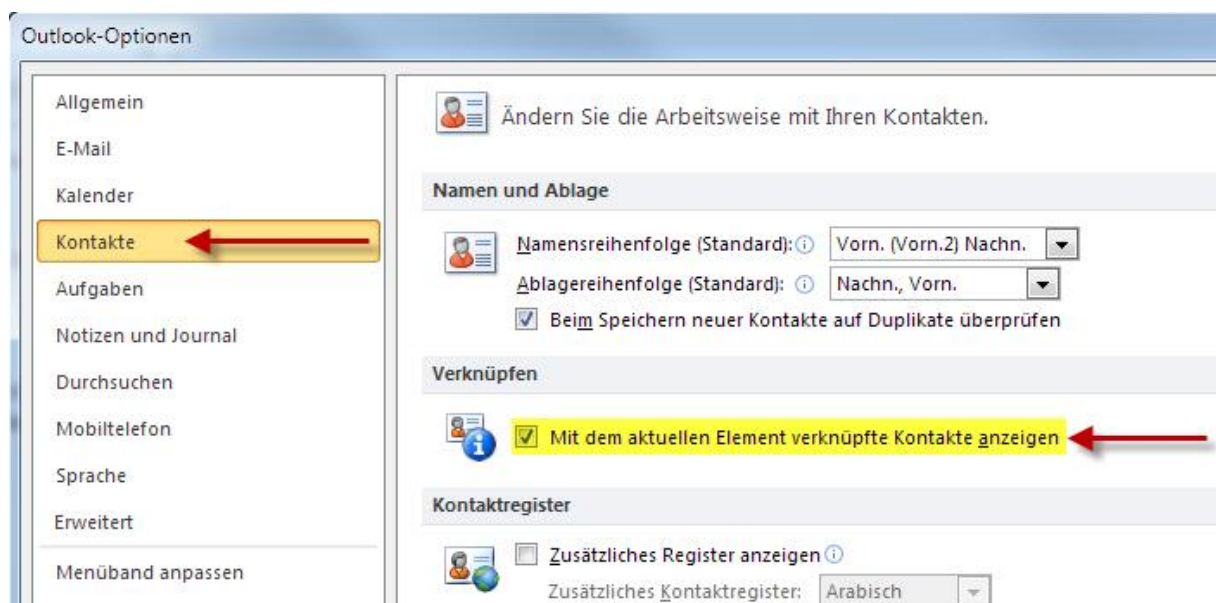 Outlook-Optionen
Allgemein
E-Mail
Kalender
Kontakte
Aufgaben
Notizen und Journal
Durchsuchen
Mobiltelefon
Sprache
Erweitert
Menüband anpassen
Ändern Sie die Arbeitsweise mit Ihren Kontakten.
Namen und Ablage
Namensreihenfolge (Standard): Vorn. (Vorn.2) Nachn.
Ablagereihenfolge (Standard): Nachn., Vorn.
Beim Speichern neuer Kontakte auf Duplikate überprüfen
Verknüpfen
Mit dem aktuellen Element verknüpfte Kontakte anzeigen
Kontaktregister
Zusätzliches Register anzeigen
Zusätzliches Kontaktregister: Arabisch